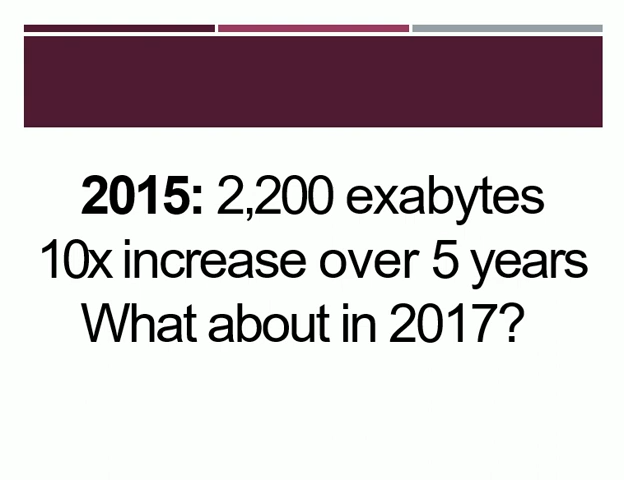 2015: 2,200 exabytes
10x increase over 5 years
What about in 2017?